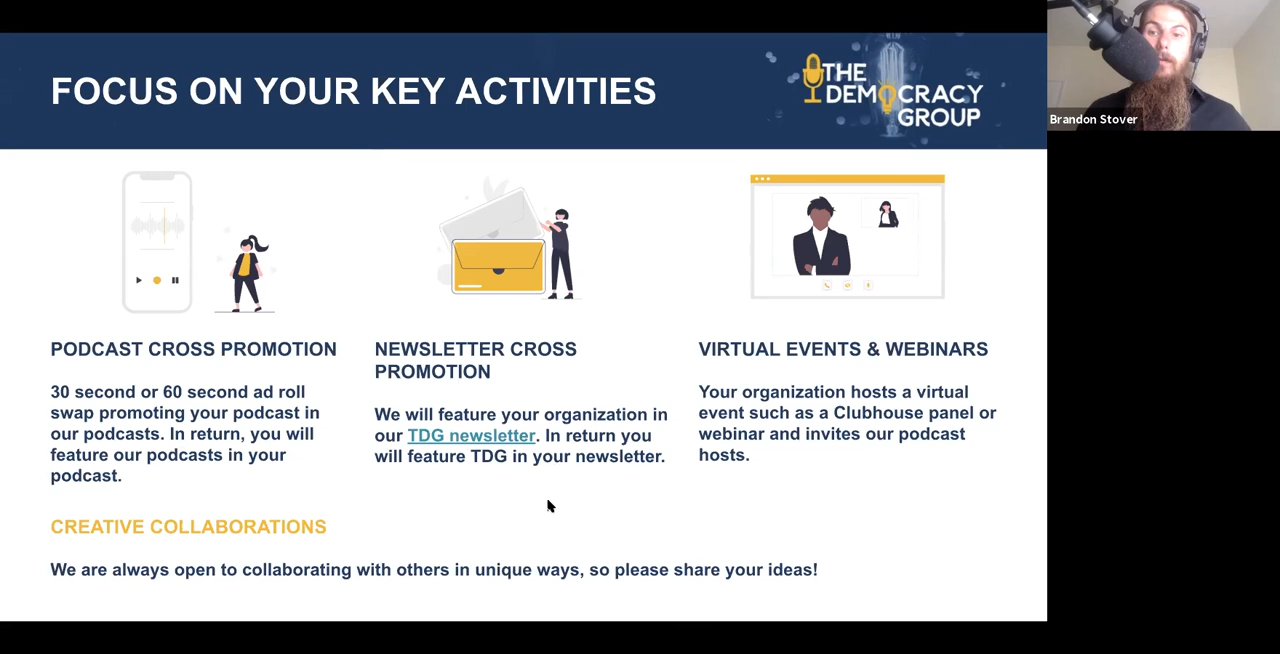 FOCUS ON YOUR KEY ACTIVITIES
THE
DEMOCRACY
GROUP
Brandon Stover
PODCAST CROSS PROMOTION
30 second or 60 second ad roll
swap promoting your podcast in
our podcasts. In return, you will
feature our podcasts in your
podcast.
NEWSLETTER CROSS
PROMOTION
We will feature your organization in
our TDG newsletter. In return you
will feature TDG in your newsletter.
VIRTUAL EVENTS & WEBINARS
Your organization hosts a virtual
event such as a Clubhouse panel or
webinar and invites our podcast
hosts.
CREATIVE COLLABORATIONS
We are always open to collaborating with others in unique ways, so please share your ideas!